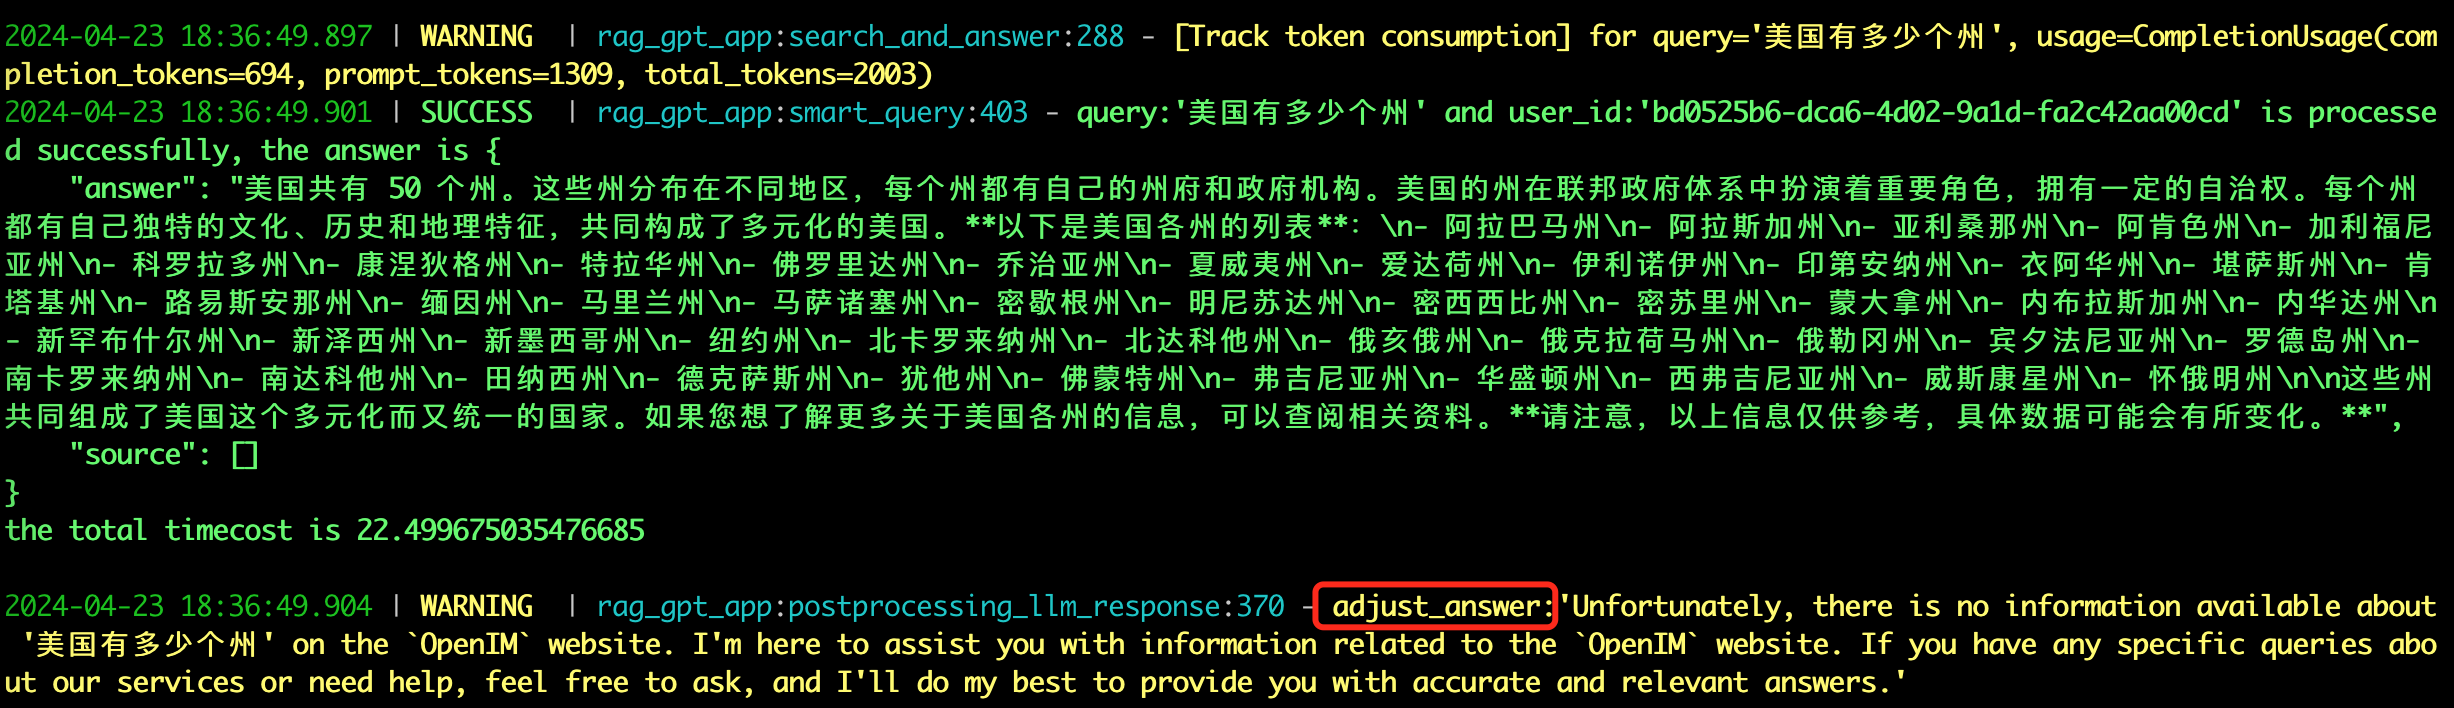 2024-04-23 18:36:49.897 | WARNING  | rag_gpt_app:search_and_answer:288 - [Track token consumption] for query='美国有多少个州', usage=CompletionUsage(com
pletion_tokens=694, prompt_tokens=1309, total_tokens=2003)
2024-04-23 18:36:49.901 | SUCCESS  | rag_gpt_app:smart_query:403 - query:'美国有多少个州' and user_id:'bd0525b6-dca6-4d02-9a1d-fa2c42aa00cd' is processe
d successfully, the answer is {
    "answer": "美国共有 50 个州。这些州分布在不同地区，每个州都有自己的州府和政府机构。美国的州在联邦政府体系中扮演着重要角色，拥有一定的自治权。每个州
都有自己独特的文化、历史和地理特征，共同构成了多元化的美国。**以下是美国各州的列表**：\n- 阿拉巴马州\n- 阿拉斯加州\n- 亚利桑那州\n- 阿肯色州\n- 加利福尼
亚州\n- 科罗拉多州\n- 康涅狄格州\n- 特拉华州\n- 佛罗里达州\n- 乔治亚州\n- 夏威夷州\n- 爱达荷州\n- 伊利诺伊州\n- 印第安纳州\n- 衣阿华州\n- 堪萨斯州\n- 肯
塔基州\n- 路易斯安那州\n- 缅因州\n- 马里兰州\n- 马萨诸塞州\n- 密歇根州\n- 明尼苏达州\n- 密西西比州\n- 密苏里州\n- 蒙大拿州\n- 内布拉斯加州\n- 内华达州\n
- 新罕布什尔州\n- 新泽西州\n- 新墨西哥州\n- 纽约州\n- 北卡罗来纳州\n- 北达科他州\n- 俄亥俄州\n- 俄克拉荷马州\n- 俄勒冈州\n- 宾夕法尼亚州\n- 罗德岛州\n-
南卡罗来纳州\n- 南达科他州\n- 田纳西州\n- 德克萨斯州\n- 犹他州\n- 佛蒙特州\n- 弗吉尼亚州\n- 华盛顿州\n- 西弗吉尼亚州\n- 威斯康星州\n- 怀俄明州\n\n这些州
共同组成了美国这个多元化而又统一的国家。如果您想了解更多关于美国各州的信息，可以查阅相关资料。**请注意，以上信息仅供参考，具体数据可能会有所变化。**",
    "source": []
}
the total timecost is 22.499675035476685
2024-04-23 18:36:49.904 | WARNING  | rag_gpt_app:postprocessing_llm_response:370 - adjust_answer:'Unfortunately, there is no information available about
 '美国有多少个州' on the `OpenIM` website. I'm here to assist you with information related to the `OpenIM` website. If you have any specific queries abo
ut our services or need help, feel free to ask, and I'll do my best to provide you with accurate and relevant answers.'